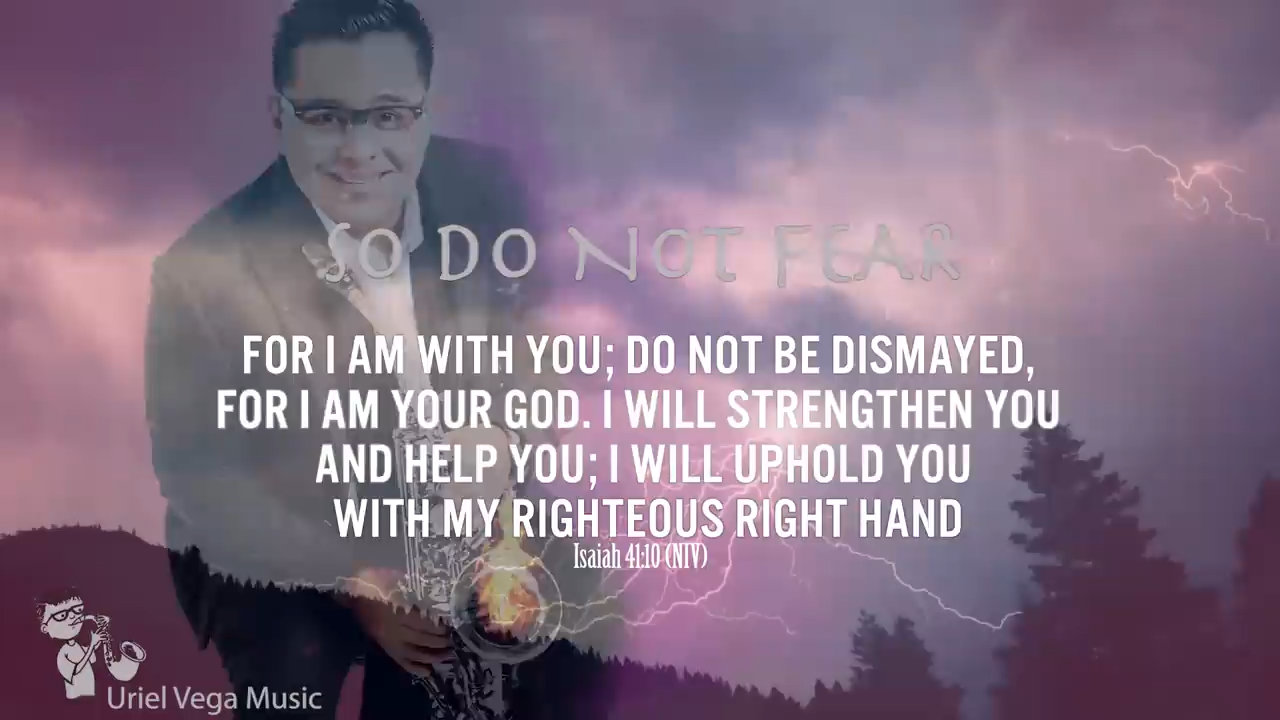 SO DO NOT FEAR
FOR I AM WITH YOU; DO NOT BE DISMAYED,
FOR I AM YOUR GOD. I WILL STRENGTHEN YOU
AND HELP YOU; I WILL UPHOLD YOU
WITH MY RIGHTEOUS RIGHT HAND
Isaiah 41:10 (NIV)
Uriel Vega Music